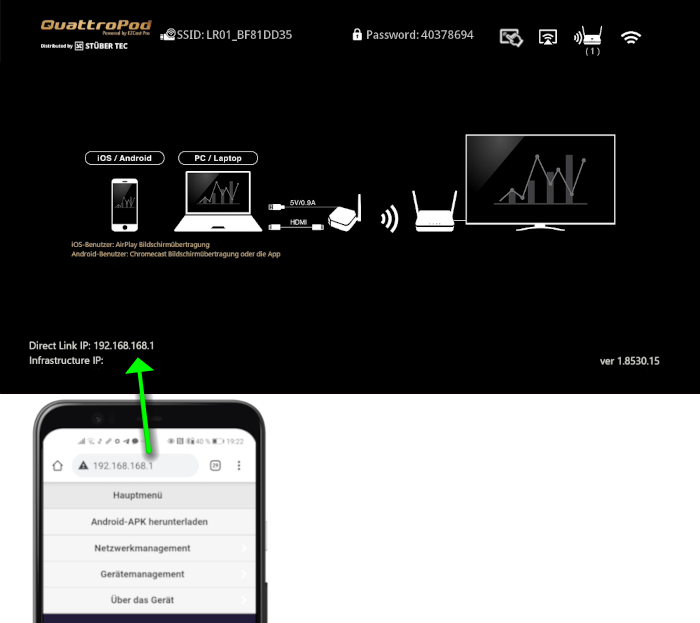 QuattroPod
Powered by EZCast Pro
Distributed by STÜBER TEC
SSID: LR01_BF81DD35
Password: 40378694
(1)
iOS / Android
PC / Laptop
5V/0.9A
HDMI
iOS-Benutzer: AirPlay Bildschirmübertragung
Android-Benutzer: Chromecast Bildschirmübertragung oder die App
Direct Link IP: 192.168.168.1
Infrastructure IP:
ver 1.8530.15
40 % 19:22
192.168.168.1
25
Hauptmenü
Android-APK herunterladen
Netzwerkmanagement
Gerätemanagement
Über das Gerät